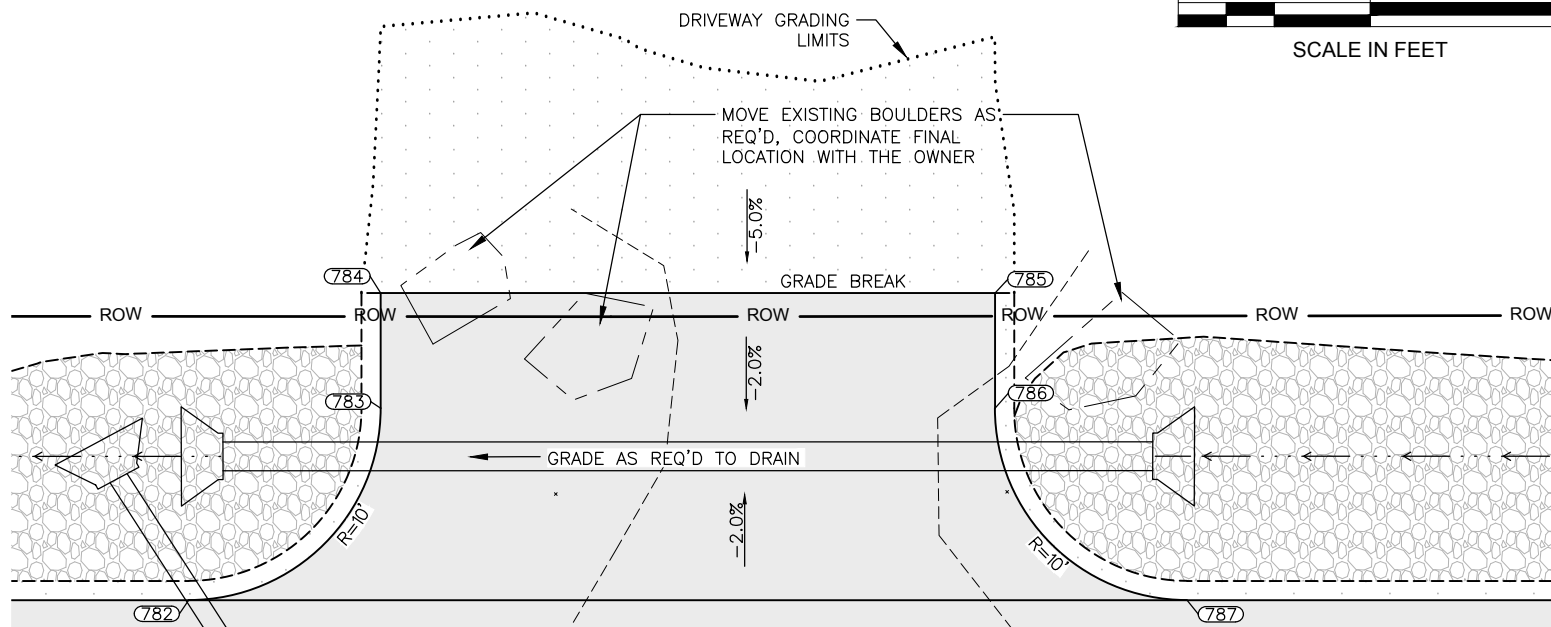 DRIVEWAY GRADING
LIMITS
SCALE IN FEET
MOVE EXISTING BOULDERS AS
REQ'D, COORDINATE FINAL
LOCATION WITH THE OWNER
-5.0%
784
GRADE BREAK
785
ROW
ROW
ROW
ROW
ROW
ROW
-2.0%
783
786
GRADE AS REQ'D TO DRAIN
R=10'
-2.0%
R=10'
782
787